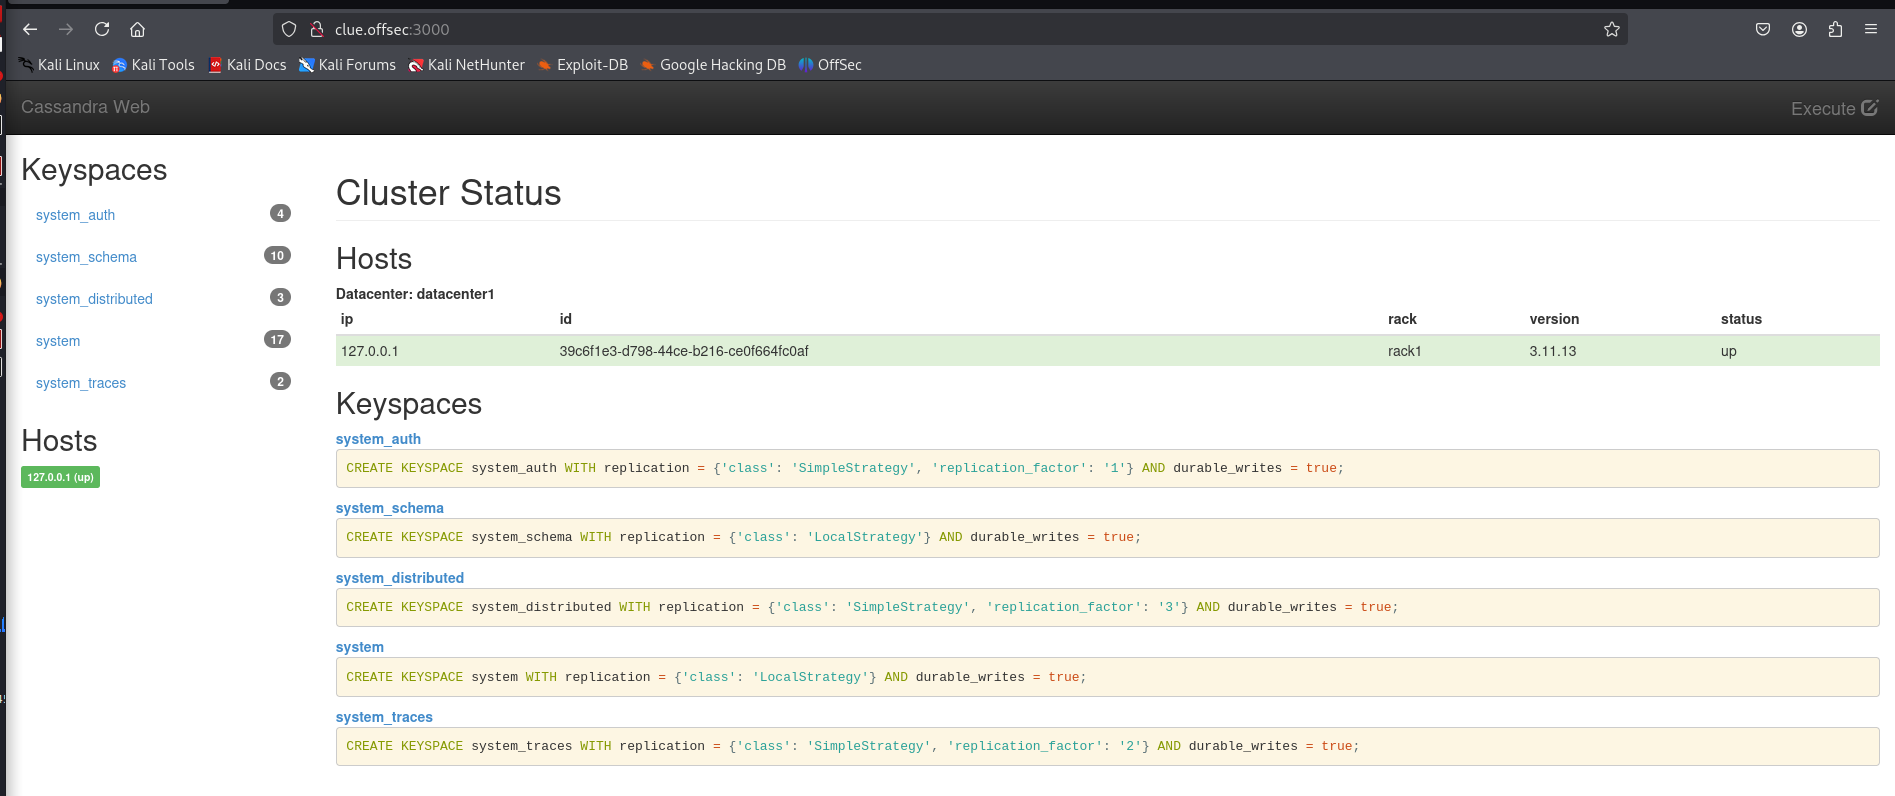 clue.offsec:3000
Kali Linux Kali Tools Kali Docs Kali Forums Kali NetHunter Exploit-DB Google Hacking DB OffSec
Cassandra Web Execute
Keyspaces
system_auth 4
system_schema 10
system_distributed 3
system 17
system_traces 2
Hosts
127.0.0.1 (up)
Cluster Status
Hosts
Datacenter: datacenter1
ip id rack version status
127.0.0.1 39c6f1e3-d798-44ce-b216-ce0f664fc0af rack1 3.11.13 up
Keyspaces
system_auth
CREATE KEYSPACE system_auth WITH replication = {'class': 'SimpleStrategy', 'replication_factor': '1'} AND durable_writes = true;
system_schema
CREATE KEYSPACE system_schema WITH replication = {'class': 'LocalStrategy'} AND durable_writes = true;
system_distributed
CREATE KEYSPACE system_distributed WITH replication = {'class': 'SimpleStrategy', 'replication_factor': '3'} AND durable_writes = true;
system
CREATE KEYSPACE system WITH replication = {'class': 'LocalStrategy'} AND durable_writes = true;
system_traces
CREATE KEYSPACE system_traces WITH replication = {'class': 'SimpleStrategy', 'replication_factor': '2'} AND durable_writes = true;